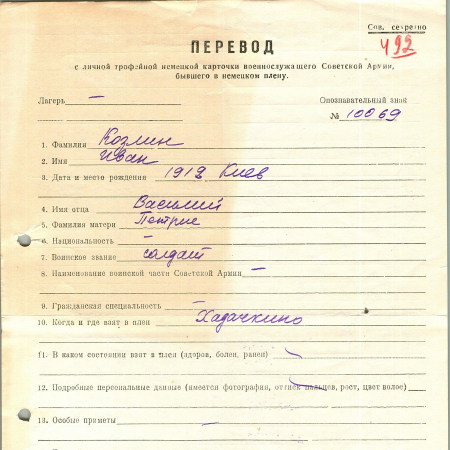 Сов. секретно
492
ПЕРЕВОД
с личной трофейной немецкой карточки военнослужащего Советской Армии,
бывшего в немецком плену.
Лагерь —
Опознавательный знак
№ 10069
1. Фамилия Козлин
2. Имя Иван
3. Дата и место рождения 1918 Киев
4. Имя отца Василий
5. Фамилия матери Петрис
6. Национальность —
7. Воинское звание солдат
8. Наименование воинской части Советской Армии —
9. Гражданская специальность —
10. Когда и где взят в плен Хадачкино
11. В каком состоянии взят в плен (здоров, болен, ранен) —
12. Подробные персональные данные (имеется фотография, оттиск пальцев, рост, цвет волос)
13. Особые приметы —